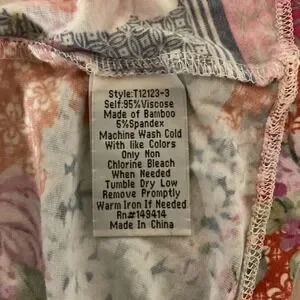 Style:T12123-3
Self:95%Viscose
Made of Bamboo
5%Spandex
Machine Wash Cold
With like Colors
Only Non
Chlorine Bleach
When Needed
Tumble Dry Low
Remove Promptly
Warm Iron If Needed
Rn#149414
Made In China